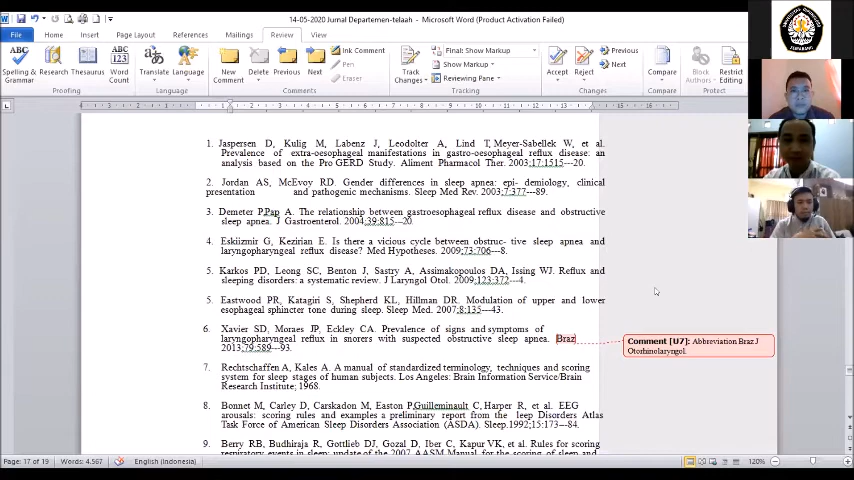 14-05-2020 Jurnal Departemen-telaah - Microsoft Word (Product Activation Failed)
File Home Insert Page Layout References Mailings Review View
Spelling & Grammar Research Thesaurus Word Count Translate Language New Comment Delete Previous Next Ink Comment Pen Eraser Track Changes Final: Show Markup Show Markup Reviewing Pane Accept Reject Previous Next Compare Block Authors Restrict Editing
Proofing Language Comments Tracking Changes Compare Protect
1. Jaspersen D, Kulig M, Labenz J, Leodolter A, Lind T, Meyer-Sabellek W, et al.
Prevalence of extra-oesophageal manifestations in gastro-oesophageal reflux disease: an
analysis based on the Pro GERD Study. Aliment Pharmacol Ther. 2003;17:1515---20.
2. Jordan AS, McEvoy RD. Gender differences in sleep apnea: epi- demiology, clinical
presentation and pathogenic mechanisms. Sleep Med Rev. 2003;7:377---89.
3. Demeter P,Pap A. The relationship between gastroesophageal reflux disease and obstructive
sleep apnea. J Gastroenterol. 2004;39:815---20.
4. Eskiizmir G, Kezirian E. Is there a vicious cycle between obstruc- tive sleep apnea and
laryngopharyngeal reflux disease? Med Hypotheses. 2009;73:706---8.
5. Karkos PD, Leong SC, Benton J, Sastry A, Assimakopoulos DA, Issing WJ. Reflux and
sleeping disorders: a systematic review. J Laryngol Otol. 2009;123:372---4.
5. Eastwood PR, Katagiri S, Shepherd KL, Hillman DR. Modulation of upper and lower
esophageal sphincter tone during sleep. Sleep Med. 2007;8:135---43.
6. Xavier SD, Moraes JP, Eckley CA. Prevalence of signs and symptoms of
laryngopharyngeal reflux in snorers with suspected obstructive sleep apnea. Braz
2013;79:589---93.
Comment [U7]: Abbreviation Braz J
Otorhinolaryngol.
7. Rechtschaffen A, Kales A. A manual of standardized terminology, techniques and scoring
system for sleep stages of human subjects. Los Angeles: Brain Information Service/Brain
Research Institute; 1968.
8. Bonnet M, Carley D, Carskadon M, Easton P,Guilleminault C, Harper R, et al. EEG
arousals: scoring rules and examples a preliminary report from the leep Disorders Atlas
Task Force of American Sleep Disorders Association (ASDA). Sleep.1992;15:173---84.
9. Berry RB, Budhiraja R, Gottlieb DJ, Gozal D, Iber C, Kapur VK, et al. Rules for scoring
respiratory events in sleep: update of the 2007 AASM Manual for the scoring of sleep and
Page: 17 of 19 Words: 4.567 English (Indonesia) 120%